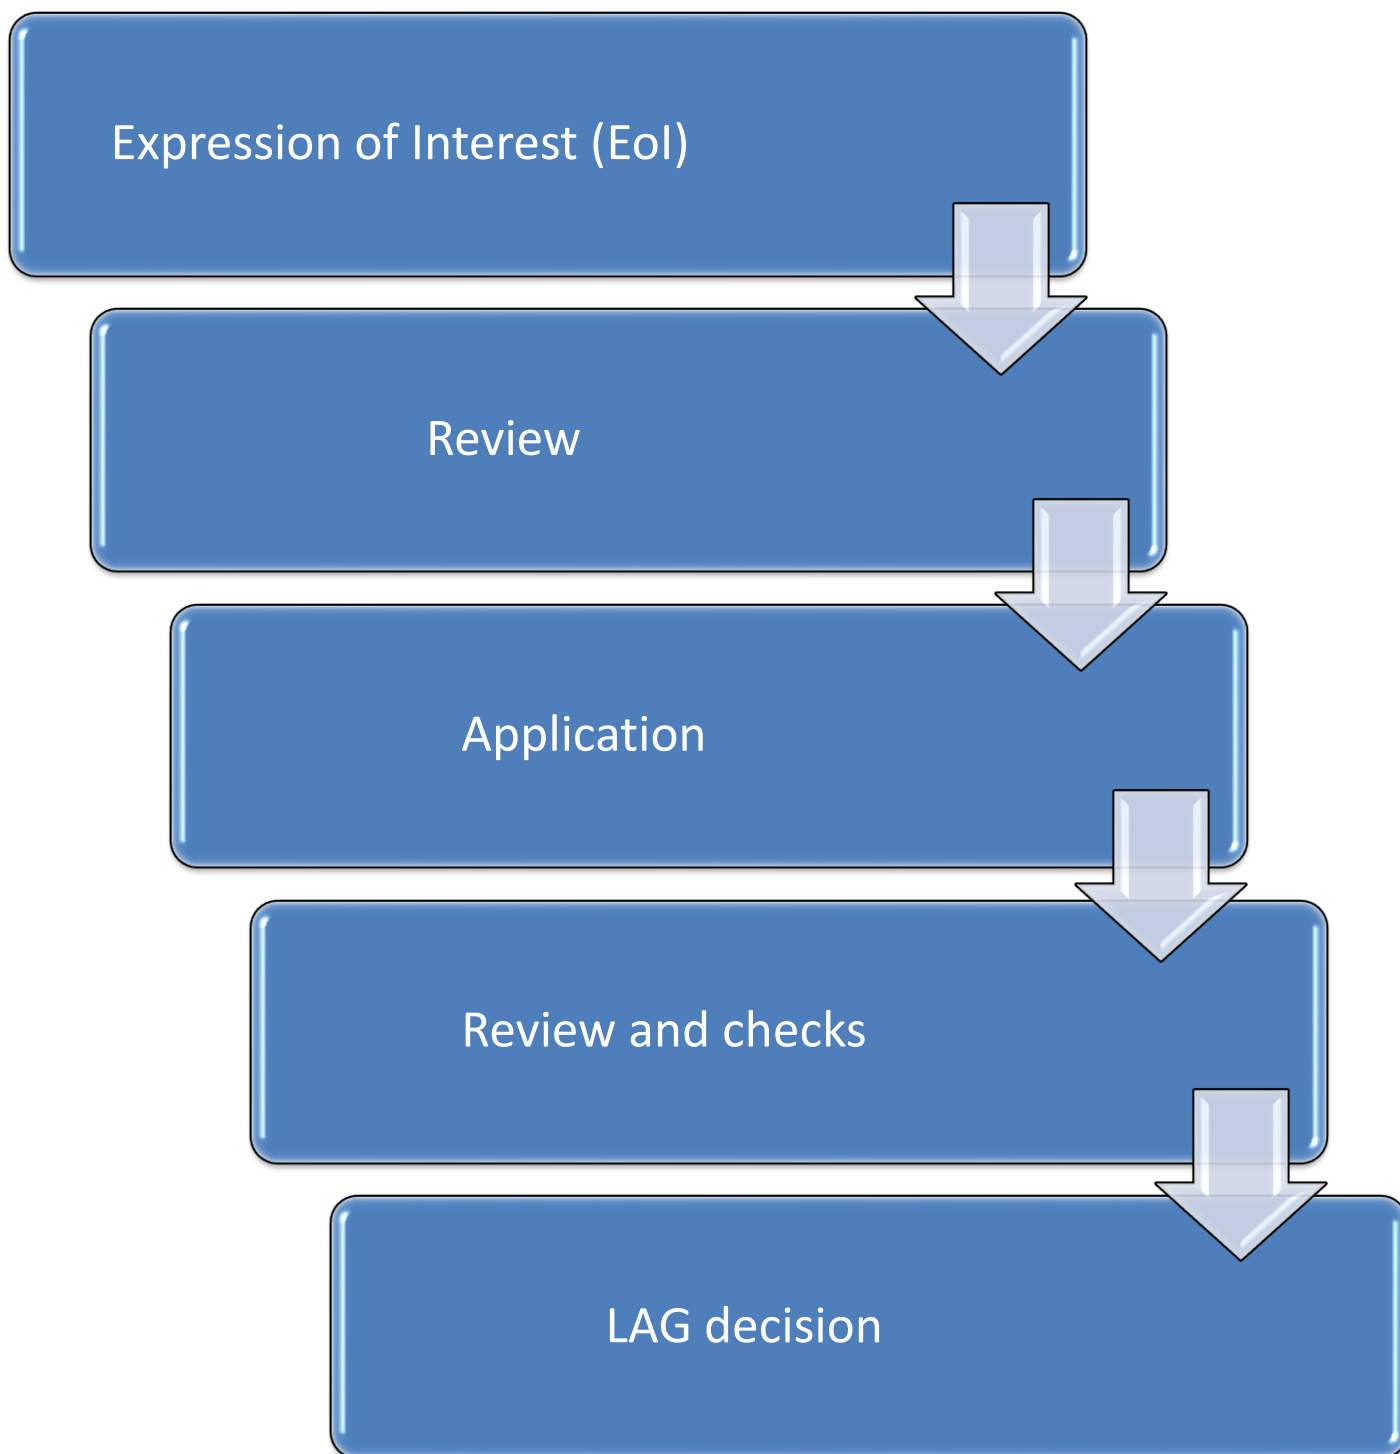 Expression of Interest (EoI)
Review
Application
Review and checks
LAG decision